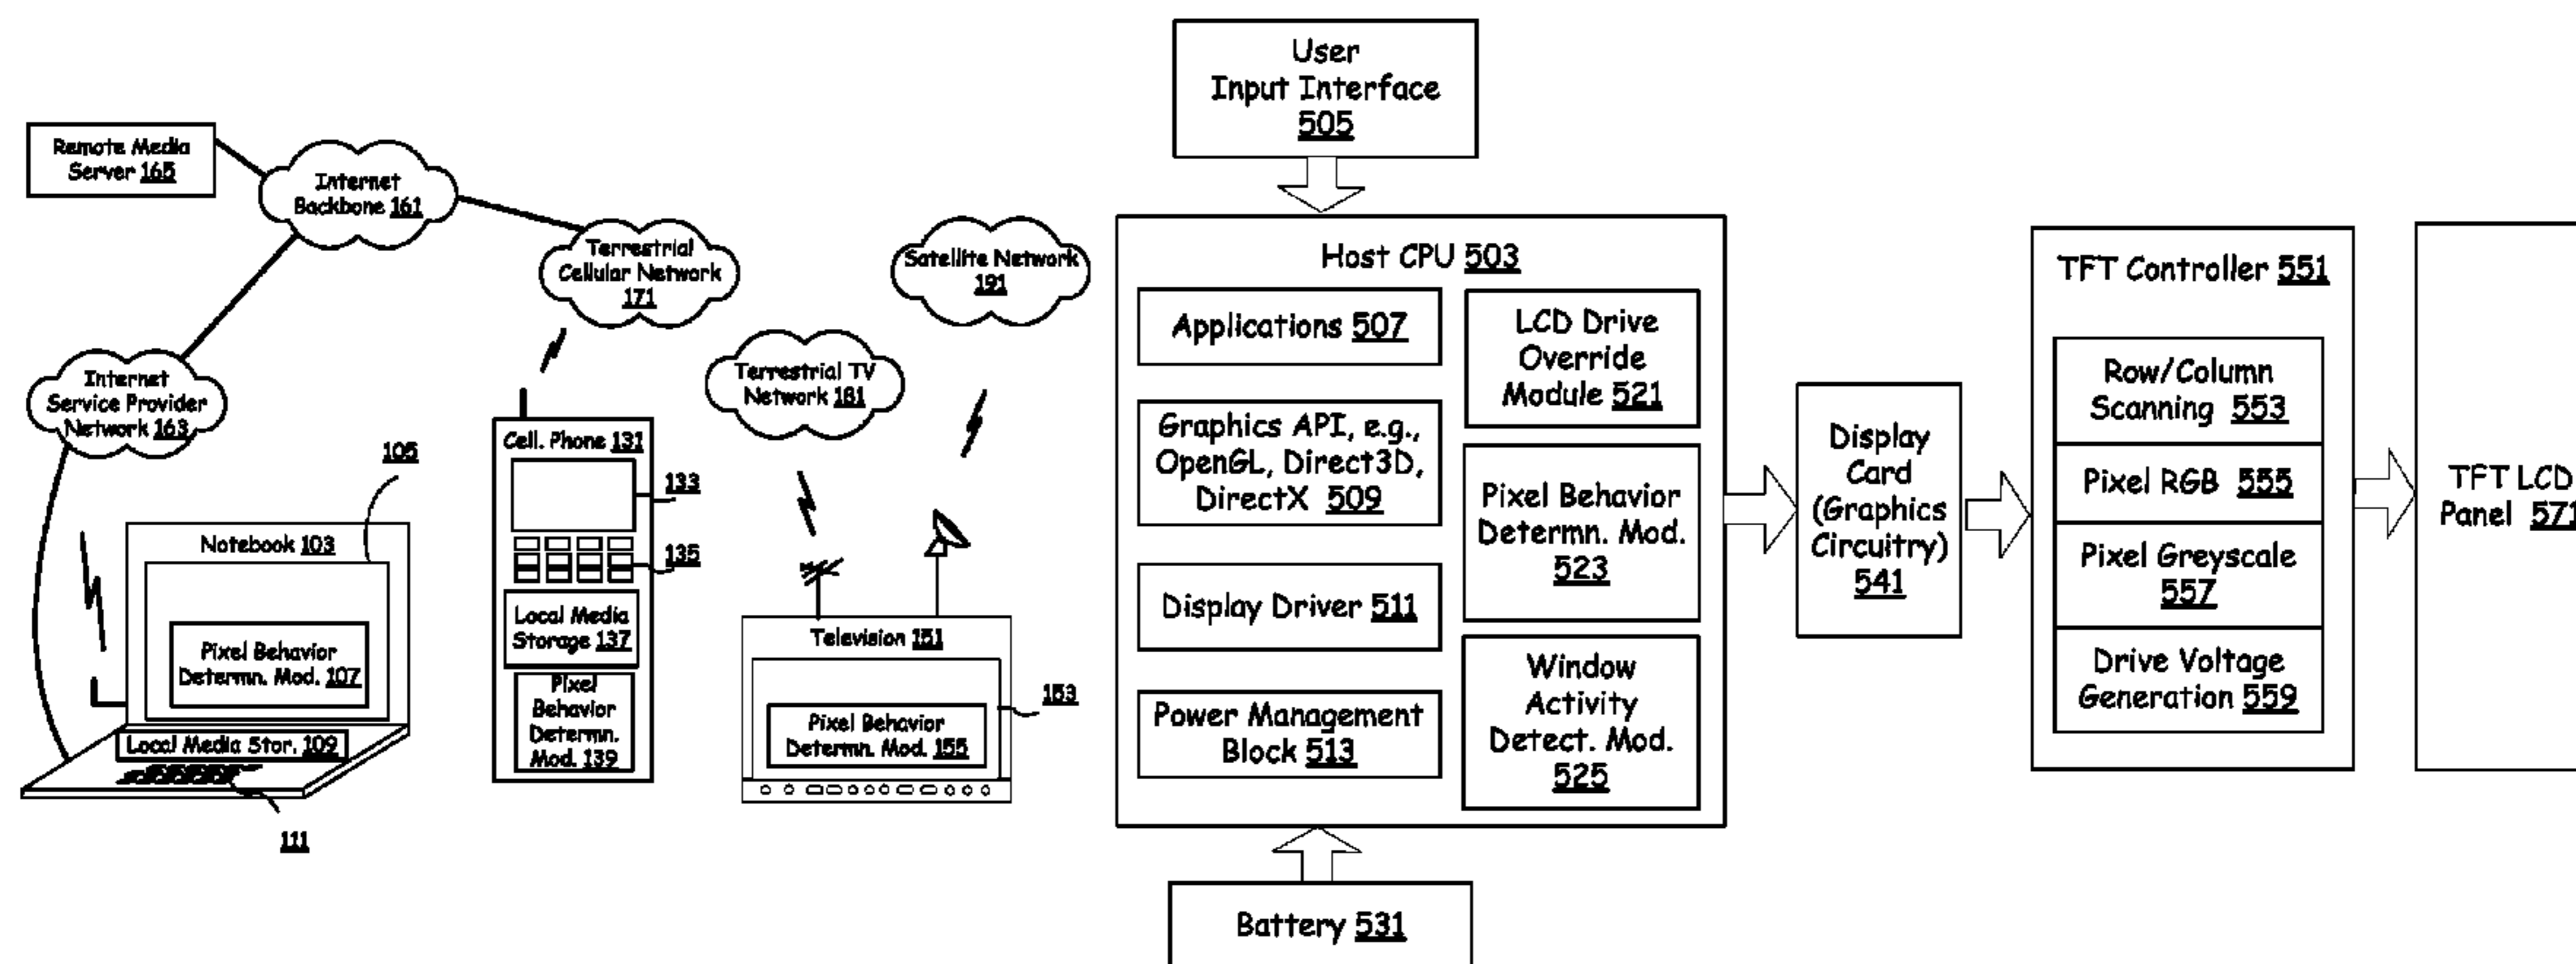 Remote Media
Server 165
Internet
Backbone 161
Terrestrial
Cellular Network
171
Satellite Network
191
Internet
Service Provider
Network 163
Terrestrial TV
Network 181
105
Notebook 103
Pixel Behavior
Determn. Mod. 107
Local Media Stor. 109
111
Cell. Phone 131
133
135
Local Media
Storage 137
Pixel
Behavior
Determn.
Mod. 139
Television 151
153
Pixel Behavior
Determn. Mod. 155
User
Input Interface
505
Host CPU 503
Applications 507
Graphics API, e.g.,
OpenGL, Direct3D,
DirectX 509
Display Driver 511
Power Management
Block 513
LCD Drive
Override
Module 521
Pixel Behavior
Determn. Mod.
523
Window
Activity
Detect. Mod.
525
Battery 531
Display
Card
(Graphics
Circuitry)
541
TFT Controller 551
Row/Column
Scanning 553
Pixel RGB 555
Pixel Greyscale
557
Drive Voltage
Generation 559
TFT LCD
Panel 571